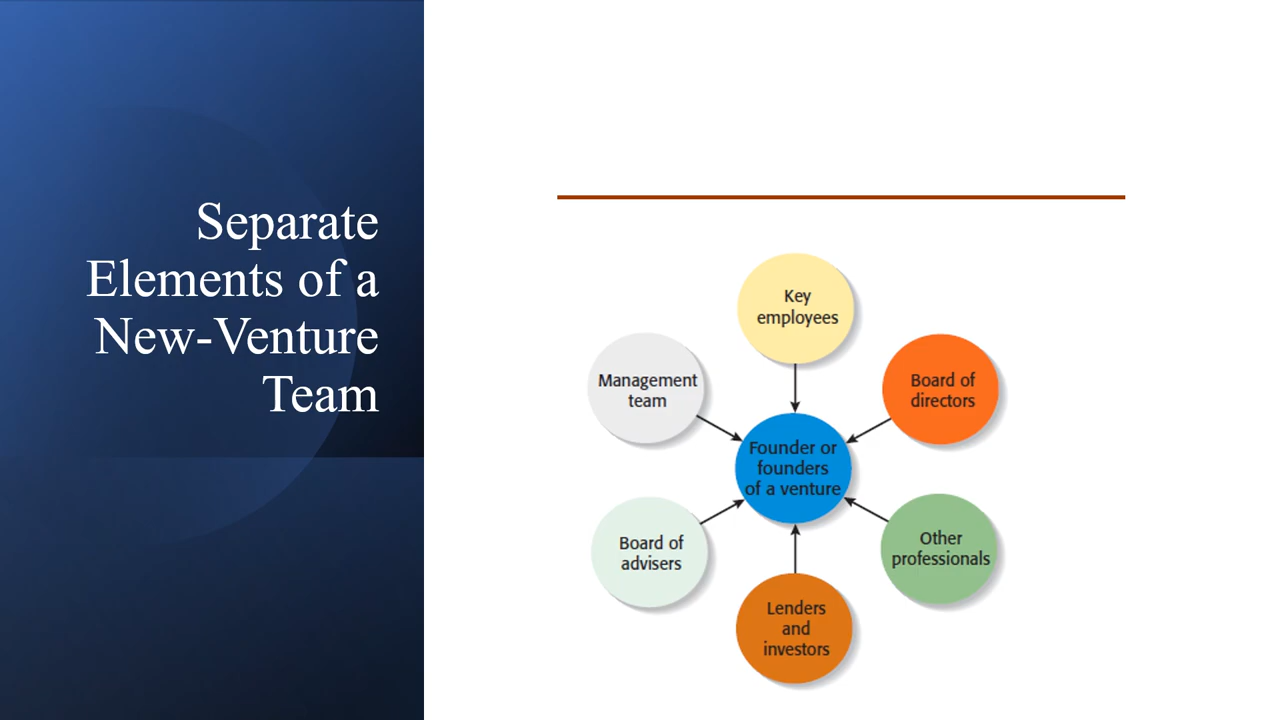 Separate
Elements of a
New-Venture
Team
Key
employees
Management
team
Board of
directors
Founder or
founders
of a venture
Board of
advisers
Other
professionals
Lenders
and
investors